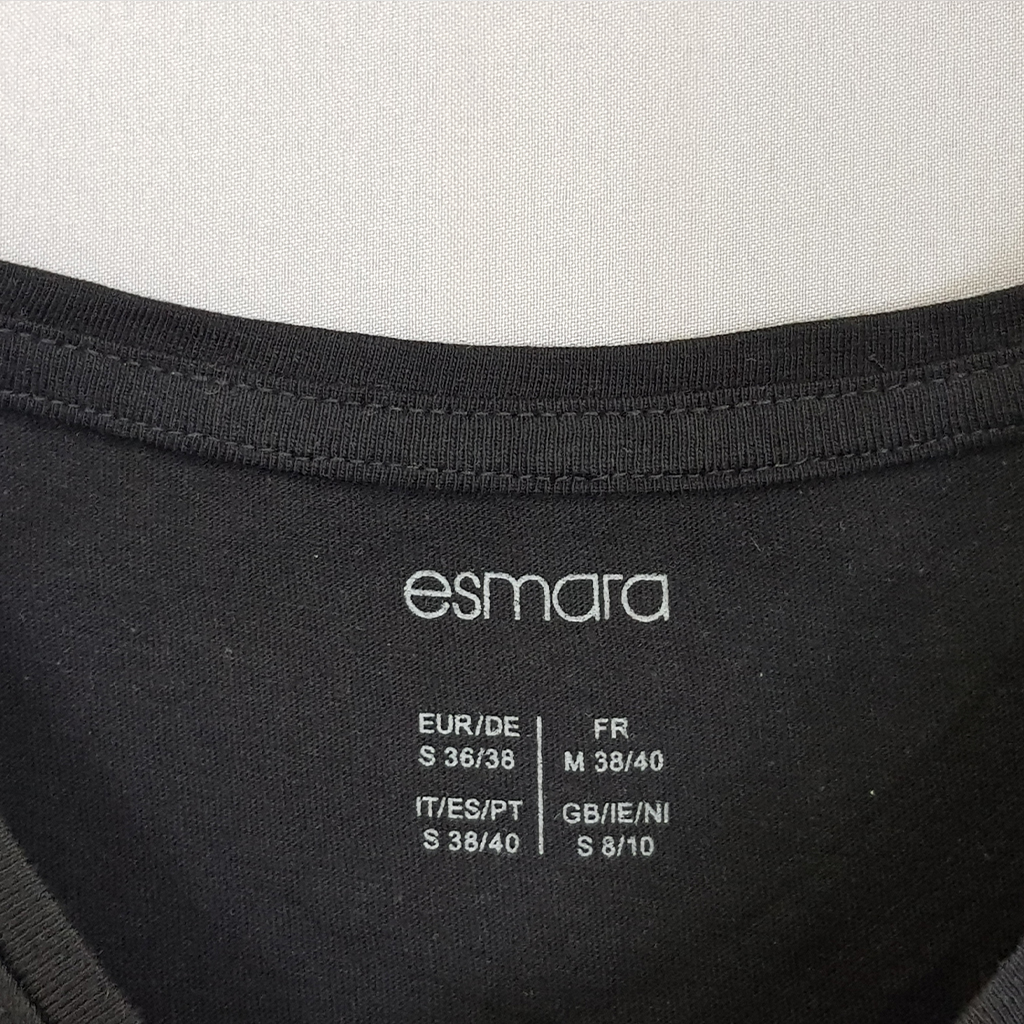 esmara
EUR/DE
S 36/38
FR
M 38/40
IT/ES/PT
S 38/40
GB/IE/NI
S 8/10